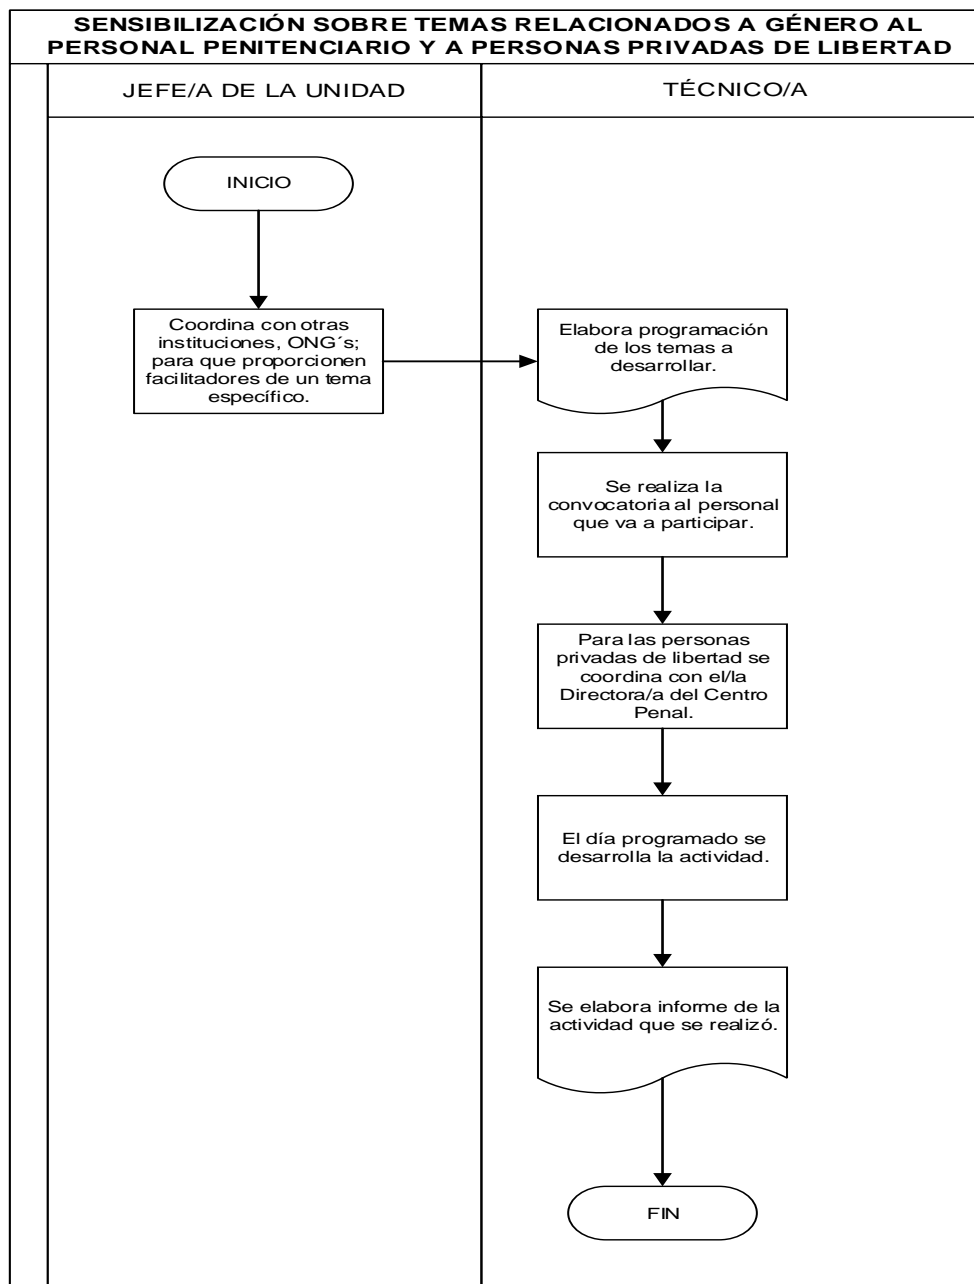 SENSIBILIZACIÓN SOBRE TEMAS RELACIONADOS A GÉNERO AL
PERSONAL PENITENCIARIO Y A PERSONAS PRIVADAS DE LIBERTAD
JEFE/A DE LA UNIDAD
TÉCNICO/A
INICIO
Coordina con otras
instituciones, ONG´s;
para que proporcionen
facilitadores de un tema
específico.
Elabora programación
de los temas a
desarrollar.
Se realiza la
convocatoria al personal
que va a participar.
Para las personas
privadas de libertad se
coordina con el/la
Directora/a del Centro
Penal.
El día programado se
desarrolla la actividad.
Se elabora informe de la
actividad que se realizó.
FIN